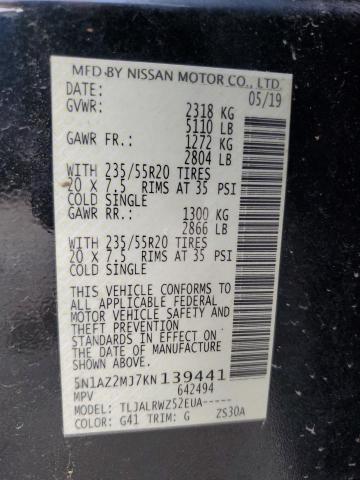 MFD BY NISSAN MOTOR CO., LTD.
DATE: 05/19
GVWR: 2318 KG
5110 LB
GAWR FR.: 1272 KG
2804 LB
WITH 235/55R20 TIRES
20 X 7.5 RIMS AT 35 PSI
COLD SINGLE
GAWR RR.: 1300 KG
2866 LB
WITH 235/55R20 TIRES
20 X 7.5 RIMS AT 35 PSI
COLD SINGLE
THIS VEHICLE CONFORMS TO
ALL APPLICABLE FEDERAL
MOTOR VEHICLE SAFETY AND
THEFT PREVENTION
STANDARDS IN EFFECT ON THE
DATE OF MANUFACTURE
SHOWN ABOVE.
5N1AZ2MJ7KN139441
MPV 642494
MODEL: TLJALRWZ52EUA-----
COLOR: G41 TRIM: G ZS30A